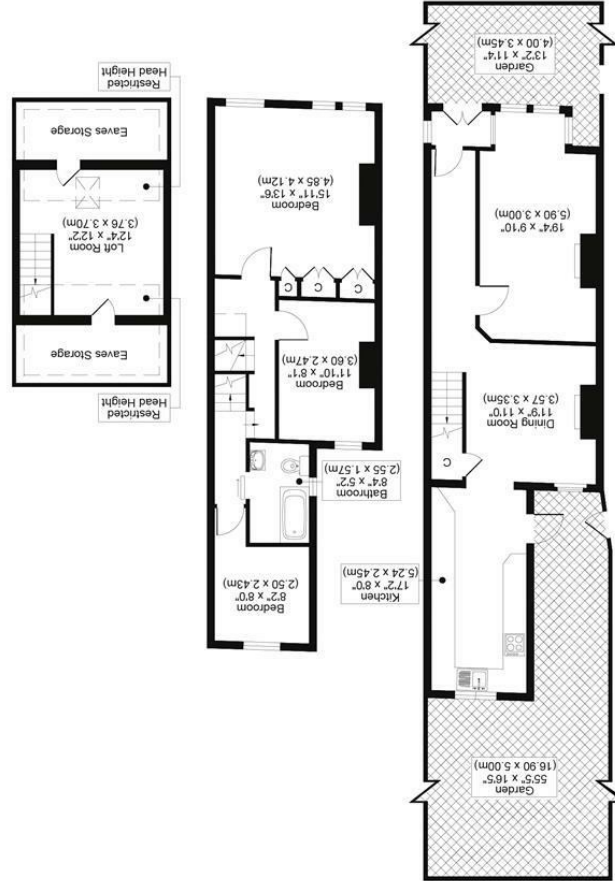 Garden
55'5" x 16'5"
(16.90 x 5.00m)
Kitchen
17'2" x 8'0"
(5.24 x 2.45m)
C
Dining Room
11'9" x 11'0"
(3.57 x 3.35m)
19'4" x 9'10"
(5.90 x 3.00m)
Garden
13'2" x 11'4"
(4.00 x 3.45m)
Bedroom
8'2" x 8'0"
(2.50 x 2.43m)
Bathroom
8'4" x 5'2"
(2.55 x 1.57m)
Bedroom
11'10" x 8'1"
(3.60 x 2.47m)
C
C
C
Bedroom
15'11" x 13'6"
(4.85 x 4.12m)
Restricted
Head Height
Eaves Storage
Loft Room
12'4" x 12'2"
(3.76 x 3.70m)
Eaves Storage
Restricted
Head Height